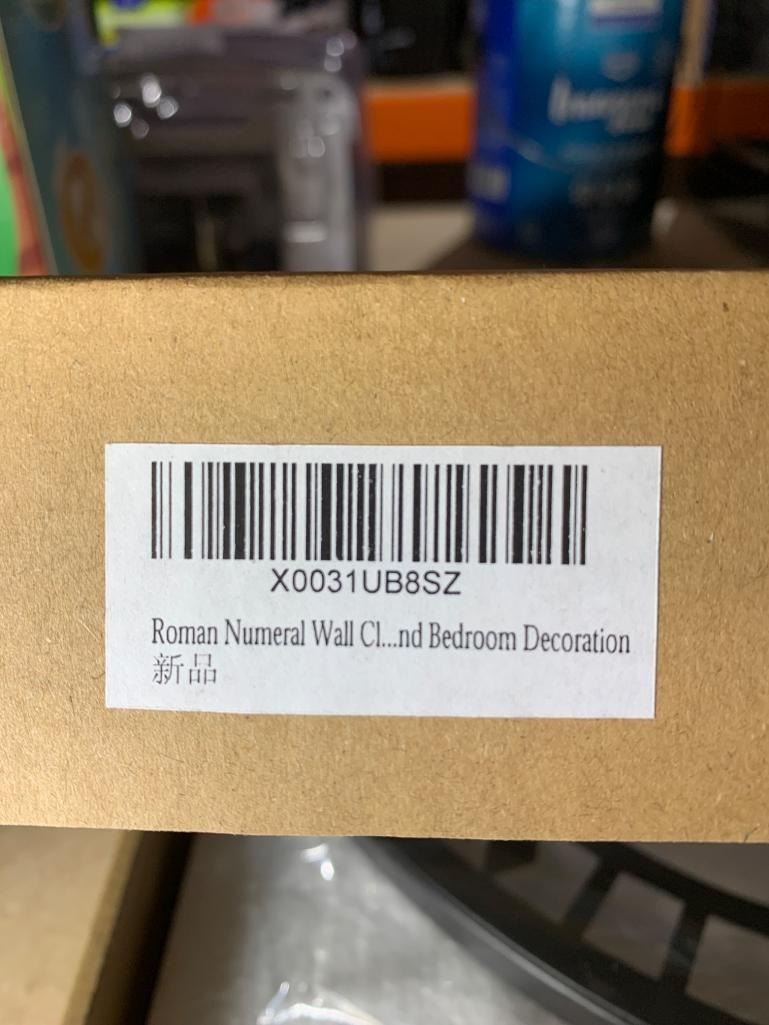 X0031UB8SZ
Roman Numeral Wall Cl...nd Bedroom Decoration
新品